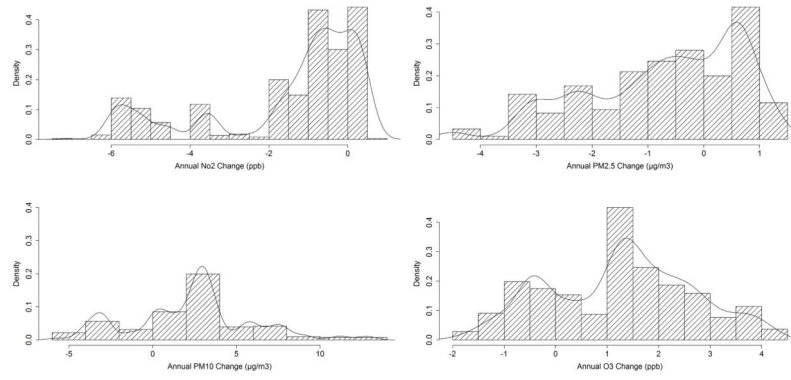 Density
0.0 0.1 0.2 0.3 0.4
-6 -4 -2 0
Annual No2 Change (ppb)
Density
0.0 0.1 0.2 0.3 0.4
-4 -3 -2 -1 0 1
Annual PM2.5 Change (µg/m3)
Density
0.0 0.1 0.2 0.3 0.4
-5 0 5 10
Annual PM10 Change (µg/m3)
Density
0.0 0.1 0.2 0.3 0.4
-2 -1 0 1 2 3 4
Annual O3 Change (ppb)